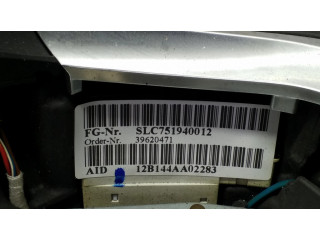 FG-Nr. SLC751940012
Order-Nr. 39620471
AID 12B144AA02283